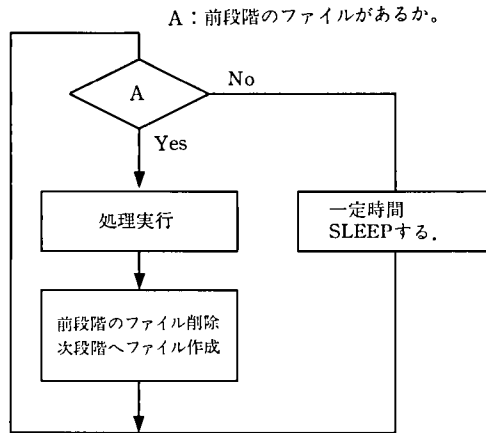 A：前段階のファイルがあるか。
A
No
Yes
処理実行
一定時間
SLEEPする.
前段階のファイル削除
次段階へファイル作成